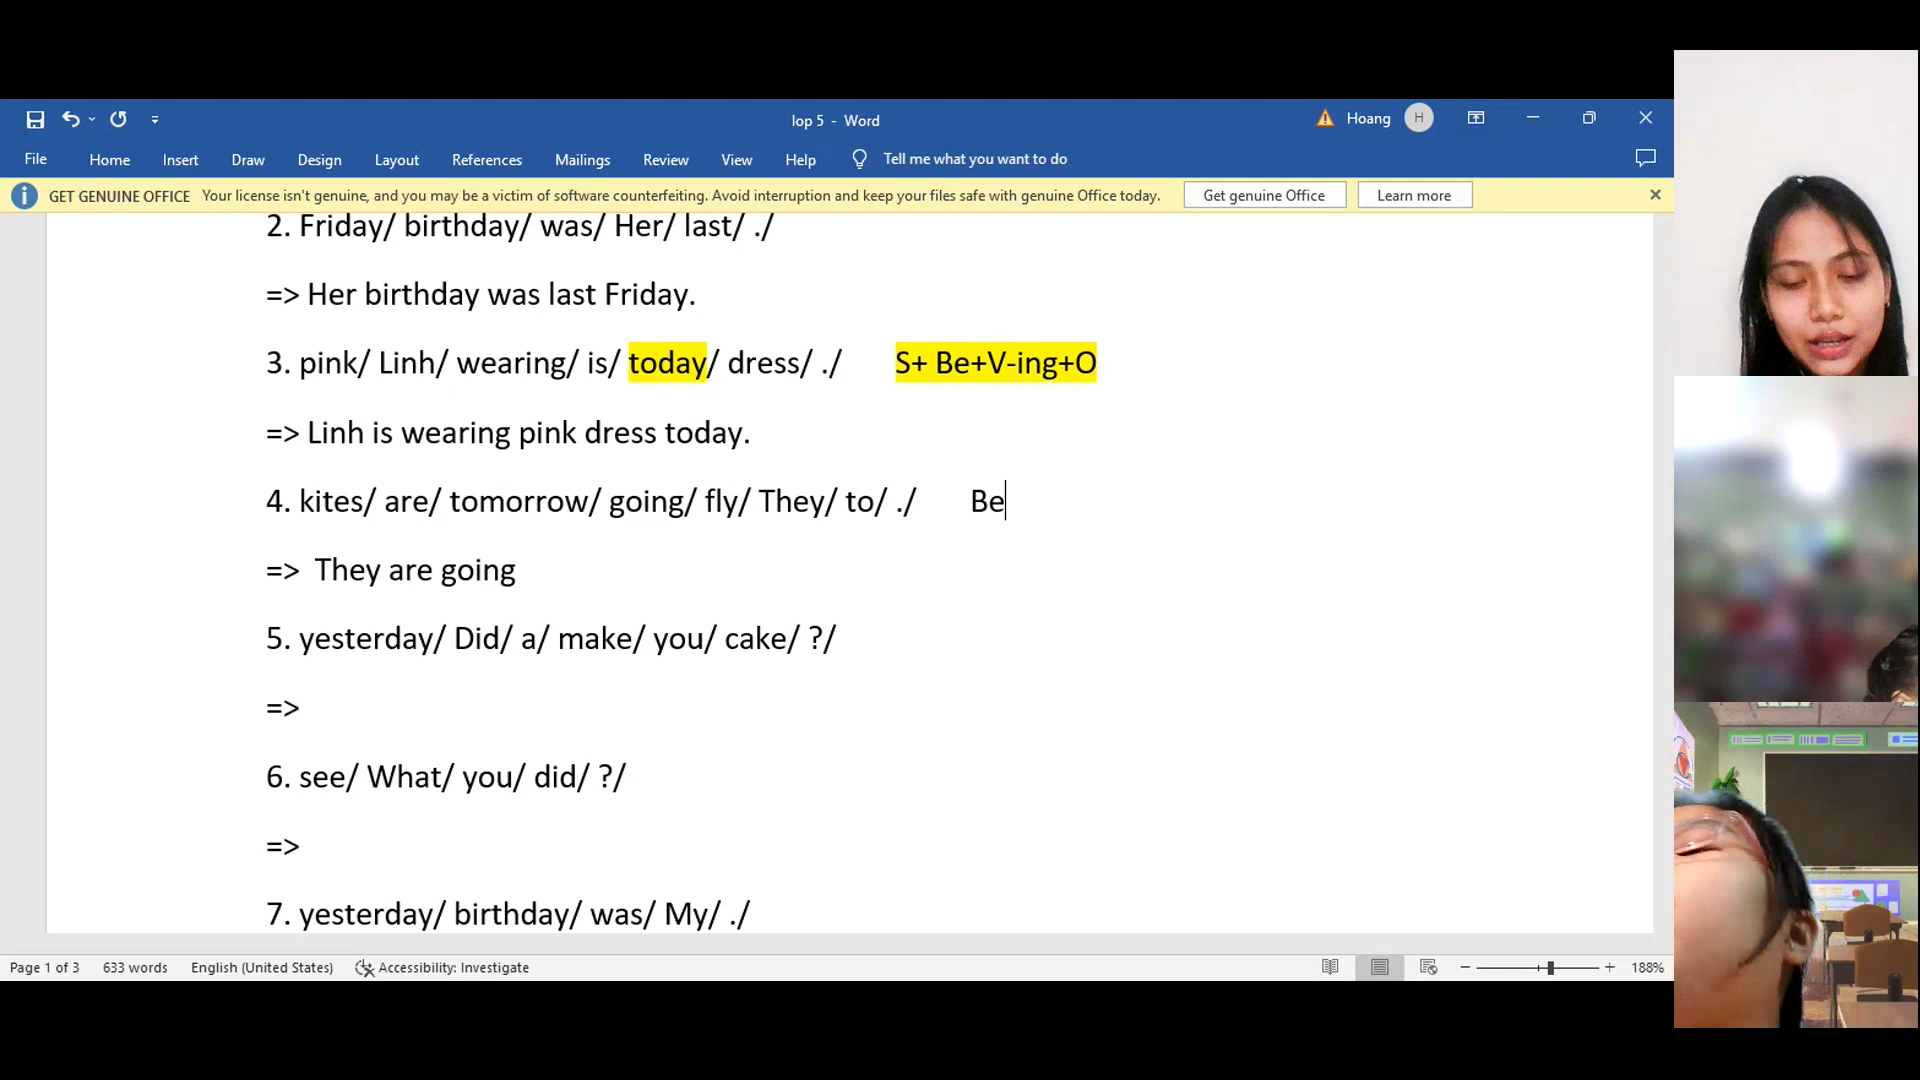 lop 5 - Word
Hoang
H
File
Home
Insert
Draw
Design
Layout
References
Mailings
Review
View
Help
Tell me what you want to do
GET GENUINE OFFICE Your license isn't genuine, and you may be a victim of software counterfeiting. Avoid interruption and keep your files safe with genuine Office today.
Get genuine Office
Learn more
2. Friday/ birthday/ was/ Her/ last/ ./
=> Her birthday was last Friday.
3. pink/ Linh/ wearing/ is/ today/ dress/ ./ S+ Be+V-ing+O
=> Linh is wearing pink dress today.
4. kites/ are/ tomorrow/ going/ fly/ They/ to/ ./ Be
=> They are going
5. yesterday/ Did/ a/ make/ you/ cake/ ?/
=>
6. see/ What/ you/ did/ ?/
=>
7. yesterday/ birthday/ was/ My/ ./
Page 1 of 3
633 words
English (United States)
Accessibility: Investigate
188%